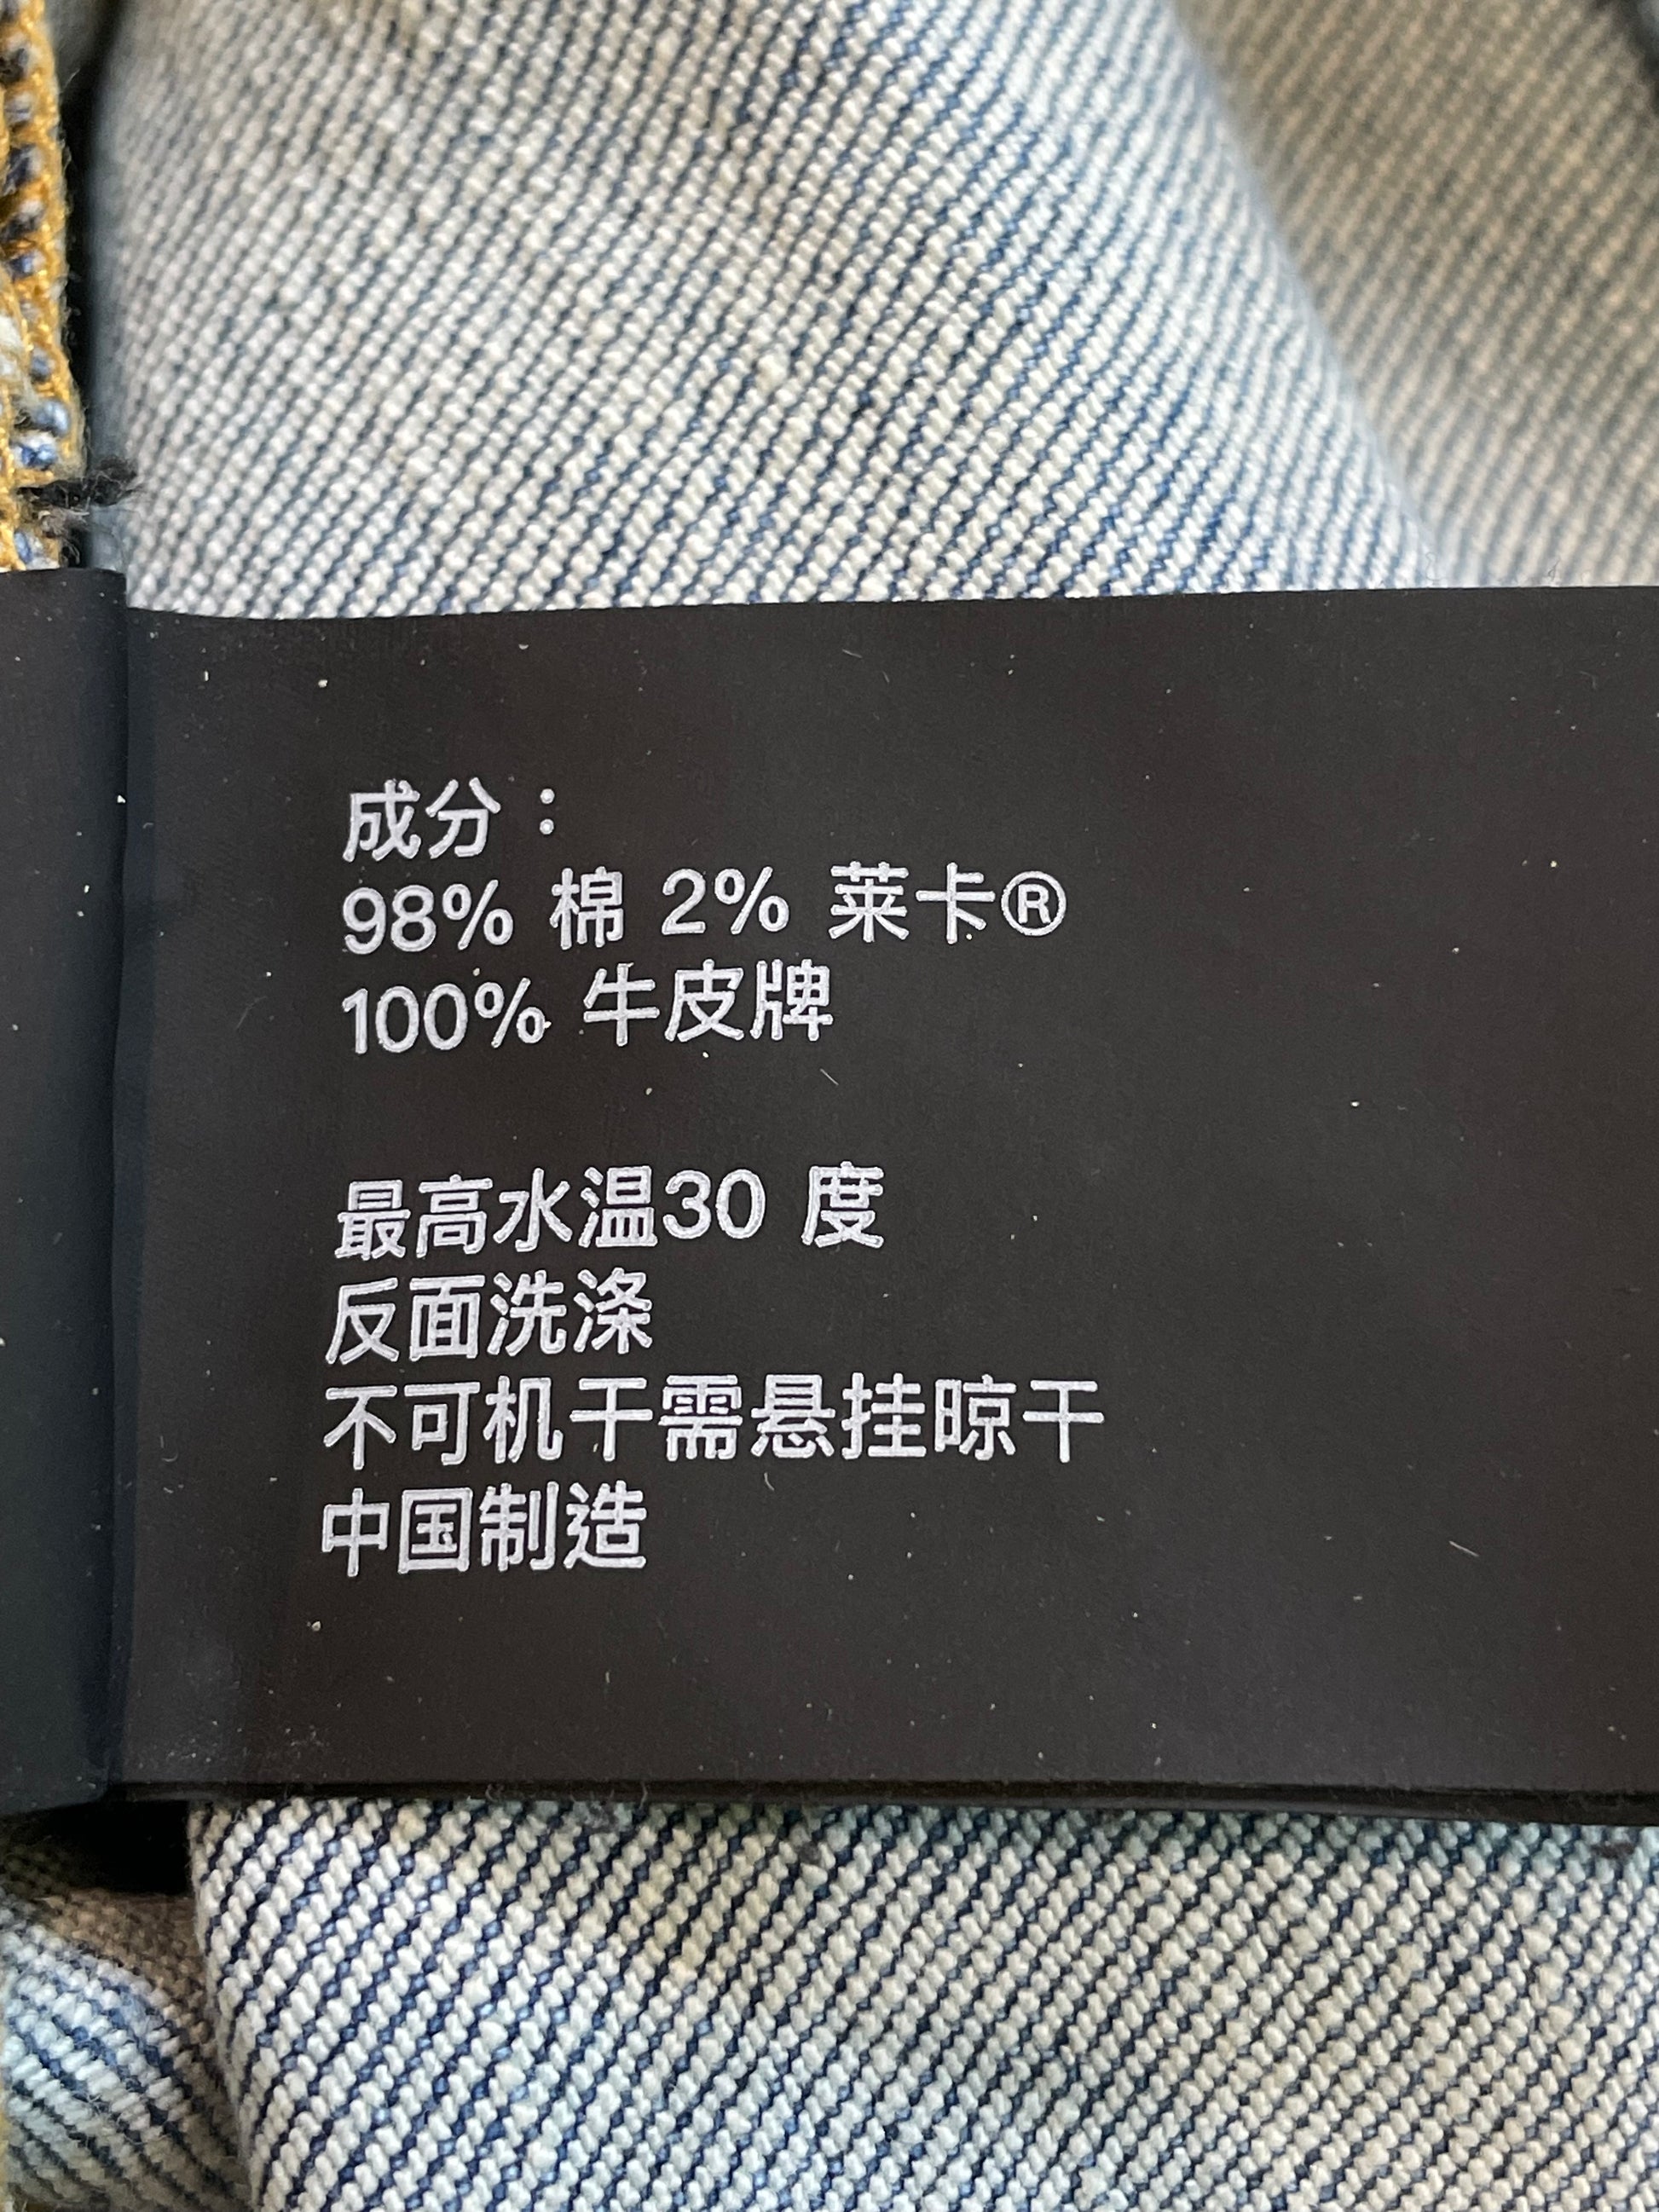 成分：
98% 棉 2% 莱卡®
100% 牛皮牌
最高水温30 度
反面洗涤
不可机干需悬挂晾干
中国制造